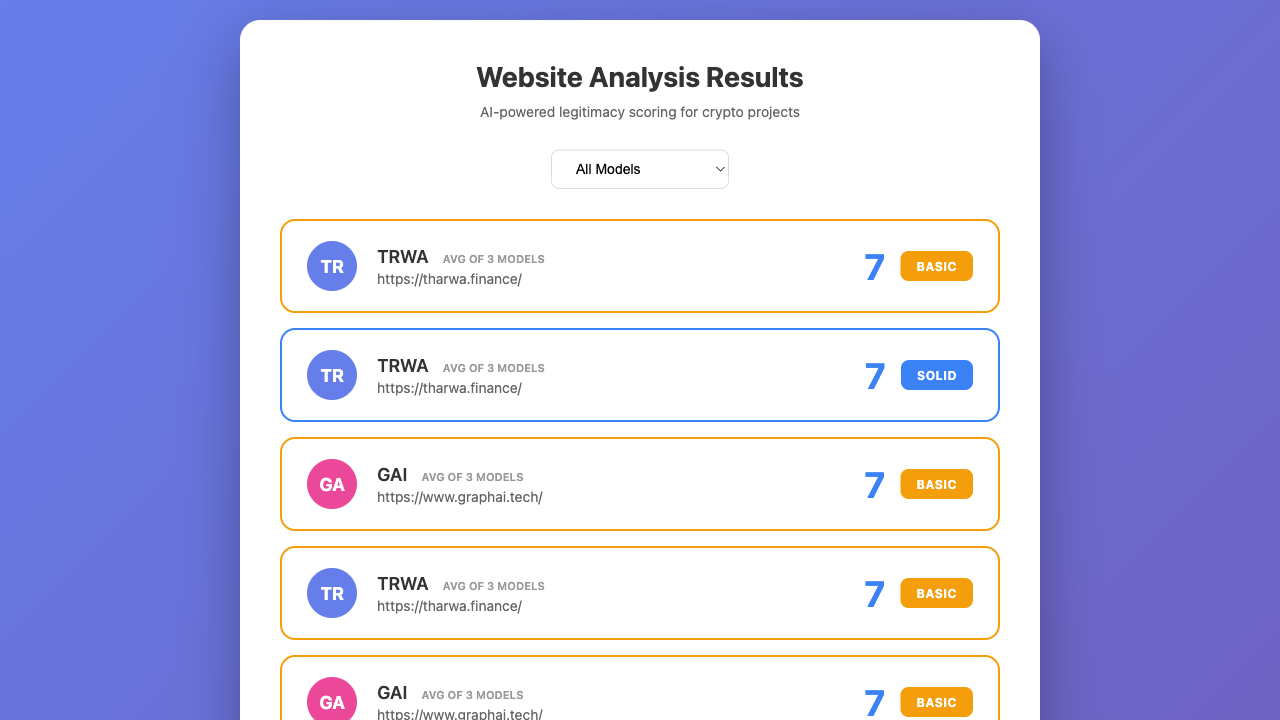 Website Analysis Results
AI-powered legitimacy scoring for crypto projects
All Models
TR
TRWA AVG OF 3 MODELS
https://tharwa.finance/
7 BASIC
TR
TRWA AVG OF 3 MODELS
https://tharwa.finance/
7 SOLID
GA
GAI AVG OF 3 MODELS
https://www.graphai.tech/
7 BASIC
TR
TRWA AVG OF 3 MODELS
https://tharwa.finance/
7 BASIC
GA
GAI AVG OF 3 MODELS
https://www.graphai.tech/
7 BASIC